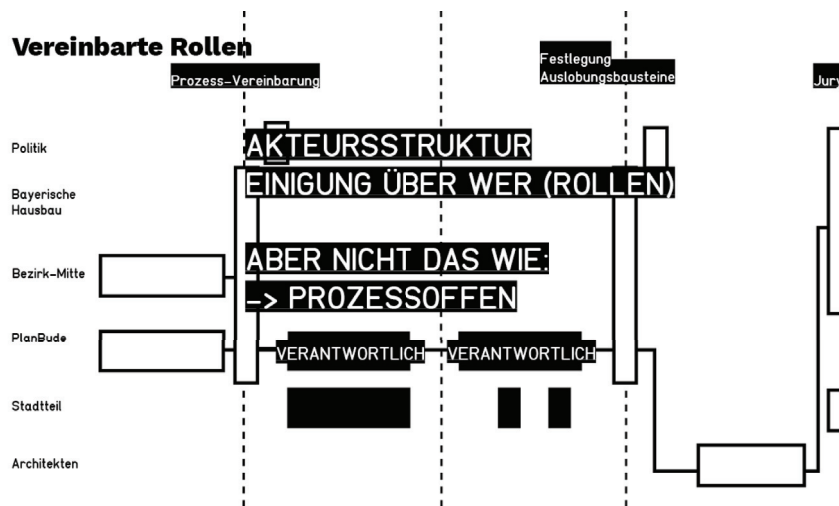 Vereinbarte Rollen
Prozess-Vereinbarung
Festlegung
Auslobungsbausteine
Politik
AKTEURSSTRUKTUR
EINIGUNG ÜBER WER (ROLLEN)
Bayerische
Hausbau
ABER NICHT DAS WIE:
-> PROZESSOFFEN
Bezirk-Mitte
PlanBude
VERANTWORTLICH
VERANTWORTLICH
Stadtteil
Architekten